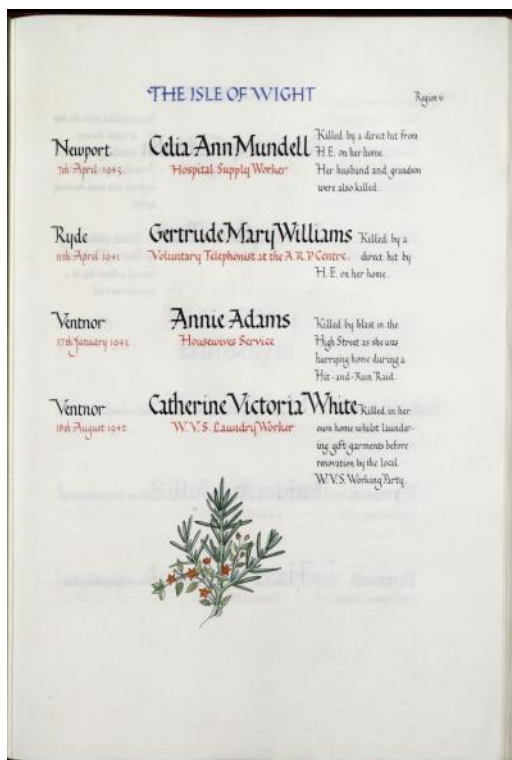 THE ISLE OF WIGHT
Region 6
Newport
7th April 1943
Celia Ann Mundell
Hospital Supply Worker
Killed by a direct hit from
H.E. on her home.
Her husband and grandson
were also killed.
Ryde
11th April 1941
Gertrude Mary Williams
Voluntary Telephonist at the A.R.P Centre.
Killed by a
direct hit by
H.E. on her home.
Ventnor
17th January 1943
Annie Adams
Housewives Service
Killed by blast in the
High Street as she was
hurrying home during a
Hit-and-Run Raid.
Ventnor
16th August 1942
Catherine Victoria White
W.V.S. Laundry Worker
Killed in her
own home whilst launder-
ing gift garments before
renovation by the local
W.V.S. Working Party.